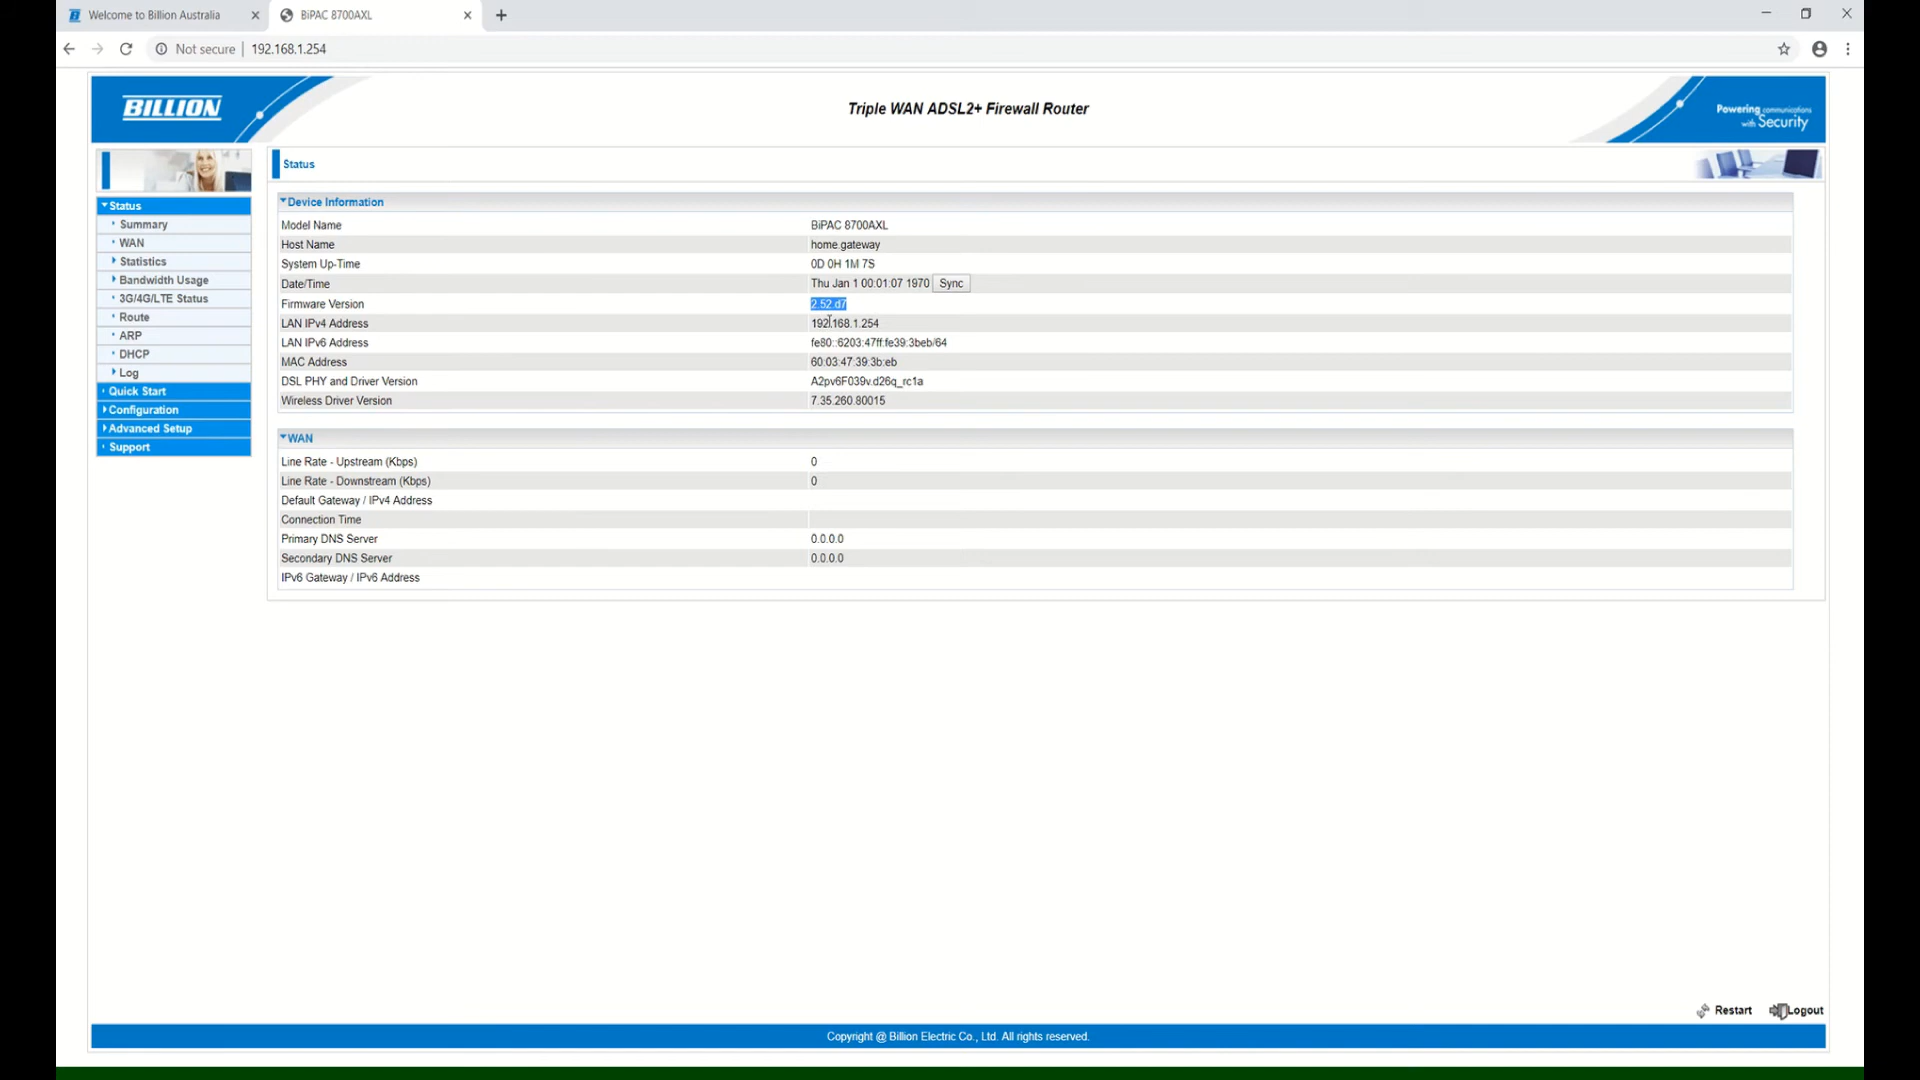 Welcome to Billion Australia
BiPAC 8700AXL
Not secure | 192.168.1.254
BILLION
Triple WAN ADSL2+ Firewall Router
Powering communications
with Security
Status
Device Information
Model Name BiPAC 8700AXL
Host Name home.gateway
System Up-Time 0D 0H 1M 7S
Date/Time Thu Jan 1 00:01:07 1970 Sync
Firmware Version 2.52.d7
LAN IPv4 Address 192.168.1.254
LAN IPv6 Address fe80::6203:47ff:fe39:3beb/64
MAC Address 60:03:47:39:3b:eb
DSL PHY and Driver Version A2pv6F039v.d26q_rc1a
Wireless Driver Version 7.35.260.80015
WAN
Line Rate - Upstream (Kbps) 0
Line Rate - Downstream (Kbps) 0
Default Gateway / IPv4 Address
Connection Time
Primary DNS Server 0.0.0.0
Secondary DNS Server 0.0.0.0
IPv6 Gateway / IPv6 Address
Status
Summary
WAN
Statistics
Bandwidth Usage
3G/4G/LTE Status
Route
ARP
DHCP
Log
Quick Start
Configuration
Advanced Setup
Support
Restart Logout
Copyright @ Billion Electric Co., Ltd. All rights reserved.